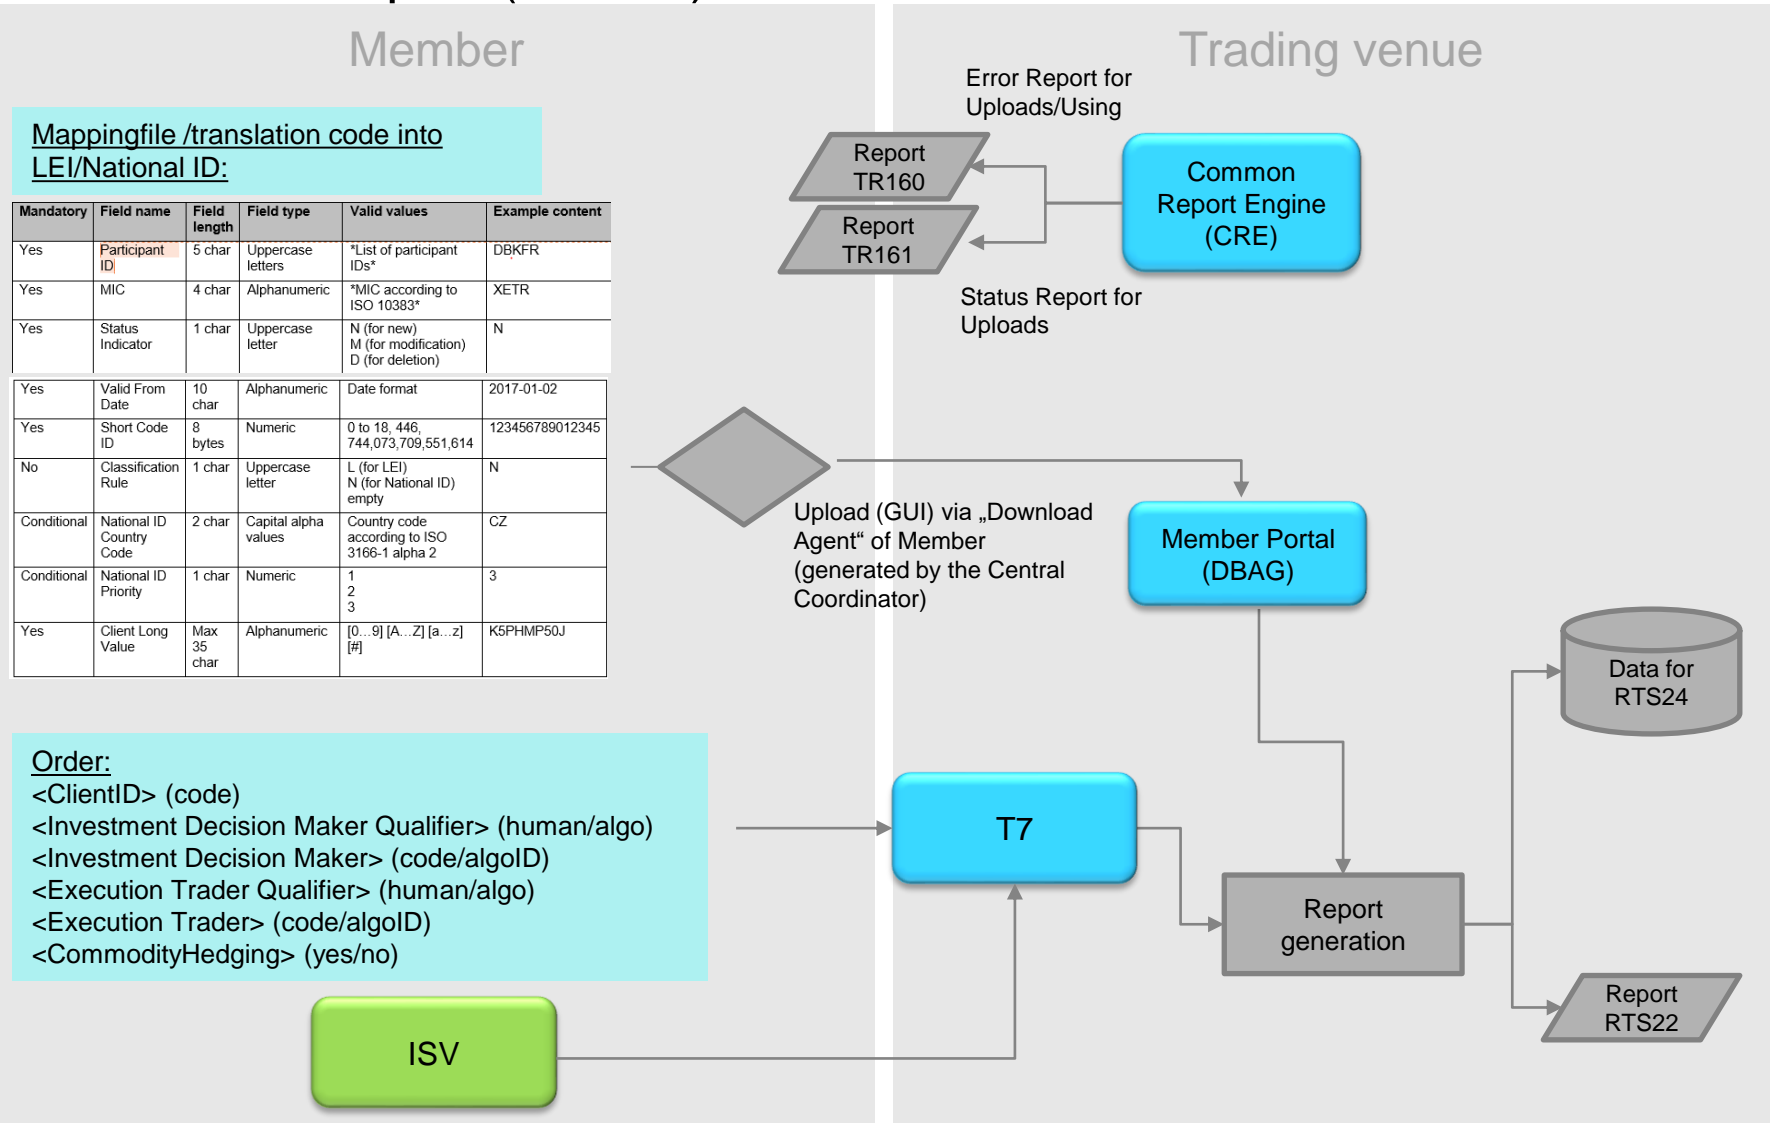 Member
Trading venue
Mappingfile /translation code into
LEI/National ID:
Mandatory Field name Field length Field type Valid values Example content
Yes Participant ID 5 char Uppercase letters *List of participant IDs* DBKFR
Yes MIC 4 char Alphanumeric *MIC according to ISO 10383* XETR
Yes Status Indicator 1 char Uppercase letter N (for new) M (for modification) D (for deletion) N
Yes Valid From Date 10 char Alphanumeric Date format 2017-01-02
Yes Short Code ID 8 bytes Numeric 0 to 18, 446, 744,073,709,551,614 123456789012345
No Classification Rule 1 char Uppercase letter L (for LEI) N (for National ID) empty N
Conditional National ID Country Code 2 char Capital alpha values Country code according to ISO 3166-1 alpha 2 CZ
Conditional National ID Priority 1 char Numeric 1 2 3 3
Yes Client Long Value Max 35 char Alphanumeric [0…9] [A…Z] [a…z] [#] K5PHMP50J
Error Report for
Uploads/Using
Report
TR160
Report
TR161
Common
Report Engine
(CRE)
Status Report for
Uploads
Upload (GUI) via „Download
Agent“ of Member
(generated by the Central
Coordinator)
Member Portal
(DBAG)
Data for
RTS24
Order:
<ClientID> (code)
<Investment Decision Maker Qualifier> (human/algo)
<Investment Decision Maker> (code/algoID)
<Execution Trader Qualifier> (human/algo)
<Execution Trader> (code/algoID)
<CommodityHedging> (yes/no)
T7
Report
generation
Report
RTS22
ISV